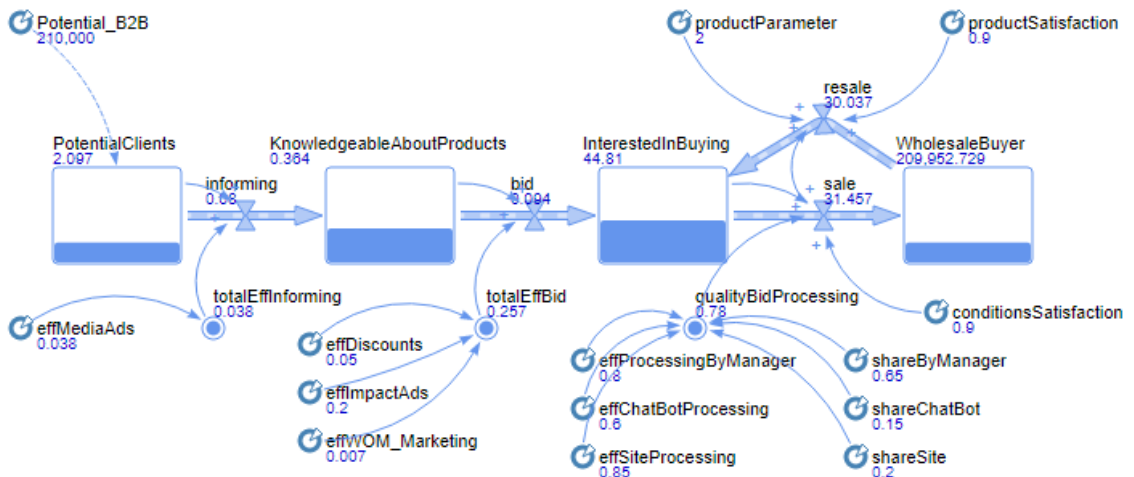 Potential_B2B
210,000
productParameter
2
productSatisfaction
0.9
resale
30.037
PotentialClients
2.097
KnowledgeableAboutProducts
0.364
InterestedInBuying
44.81
WholesaleBuyer
209,952.729
informing
0.08
bid
0.094
sale
31.457
totalEffInforming
0.038
totalEffBid
0.257
qualityBidProcessing
0.78
conditionsSatisfaction
0.9
effMediaAds
0.038
effDiscounts
0.05
effProcessingByManager
0.8
shareByManager
0.65
effImpactAds
0.2
effChatBotProcessing
0.6
shareChatBot
0.15
effWOM_Marketing
0.007
effSiteProcessing
0.85
shareSite
0.2